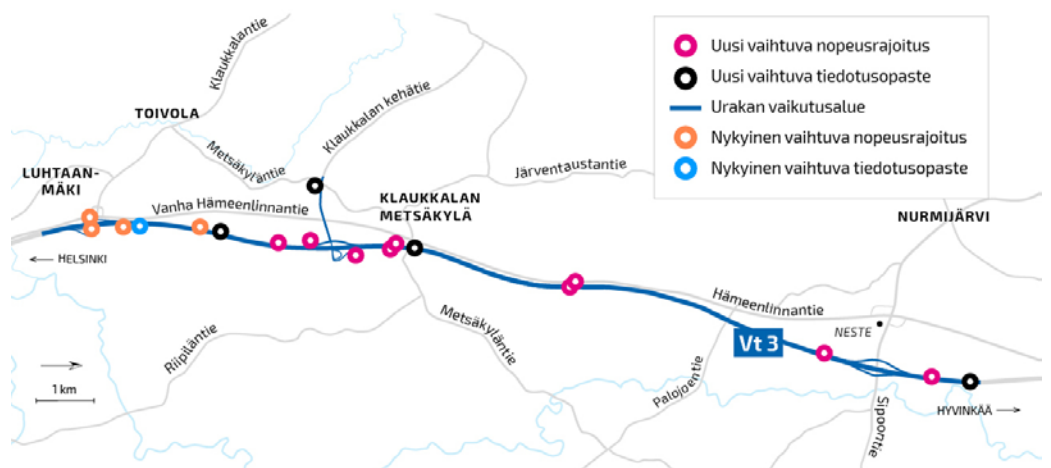 Uusi vaihtuva nopeusrajoitus
Uusi vaihtuva tiedotusopaste
Urakan vaikutusalue
Nykyinen vaihtuva nopeusrajoitus
Nykyinen vaihtuva tiedotusopaste
Klaukkalantie
Klaukkalan kehätie
TOIVOLA
Metsäkyläntie
Järventaustantie
LUHTAAN-
MÄKI
KLAUKKALAN
METSÄKYLÄ
Vanha Hämeenlinnantie
NURMIJÄRVI
HELSINKI
Hämeenlinnantie
Metsäkyläntie
NESTE
Vt 3
Riipiläntie
Palojoentie
1 km
Sipoontie
HYVINKÄÄ